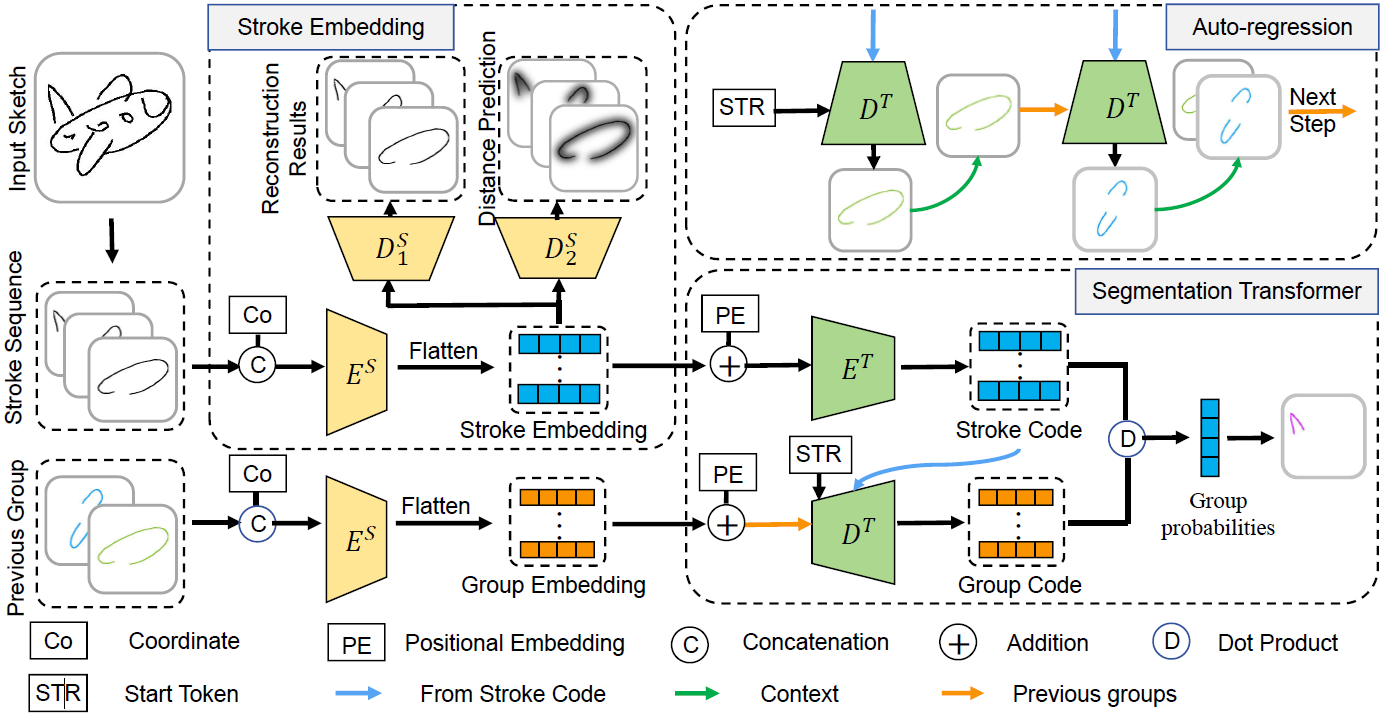 Stroke Embedding
Auto-regression
Input Sketch
Reconstruction
Results
Distance Prediction
D_1^S
D_2^S
STR
D^T
D^T
Next
Step
Segmentation Transformer
Stroke Sequence
Co
C
E^S
Flatten
Stroke Embedding
PE
+
E^T
Stroke Code
D
Group
probabilities
Previous Group
Co
C
E^S
Flatten
Group Embedding
PE
+
STR
D^T
Group Code
Co Coordinate
PE Positional Embedding
C Concatenation
+ Addition
D Dot Product
STR Start Token
From Stroke Code
Context
Previous groups